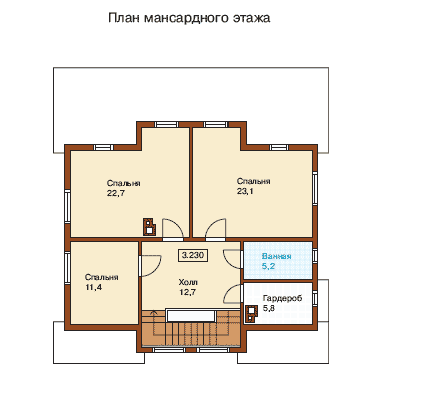 План мансардного этажа
Спальня
22,7
Спальня
23,1
3.230
Ванная
5,2
Спальня
11,4
Холл
12,7
Гардероб
5,8